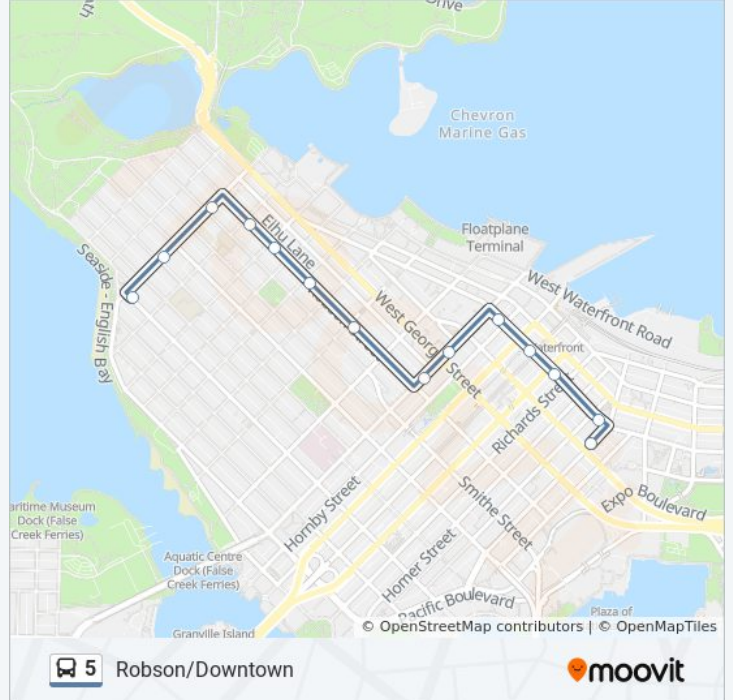 Drive
Chevron
Marine Gas
Elhu Lane
Floatplane
Terminal
Seaside - English Bay
West Waterfront Road
West Georgia Street
Waterfront
Richards Street
Expo Boulevard
Smithe Street
Hornby Street
Homer Street
aritime Museum
Dock (False
Creek Ferries)
Aquatic Centre
Dock (False
Creek Ferries)
Pacific Boulevard
Plaza of
Granville Island
© OpenStreetMap contributors | © OpenMapTiles
5 Robson/Downtown
moovit